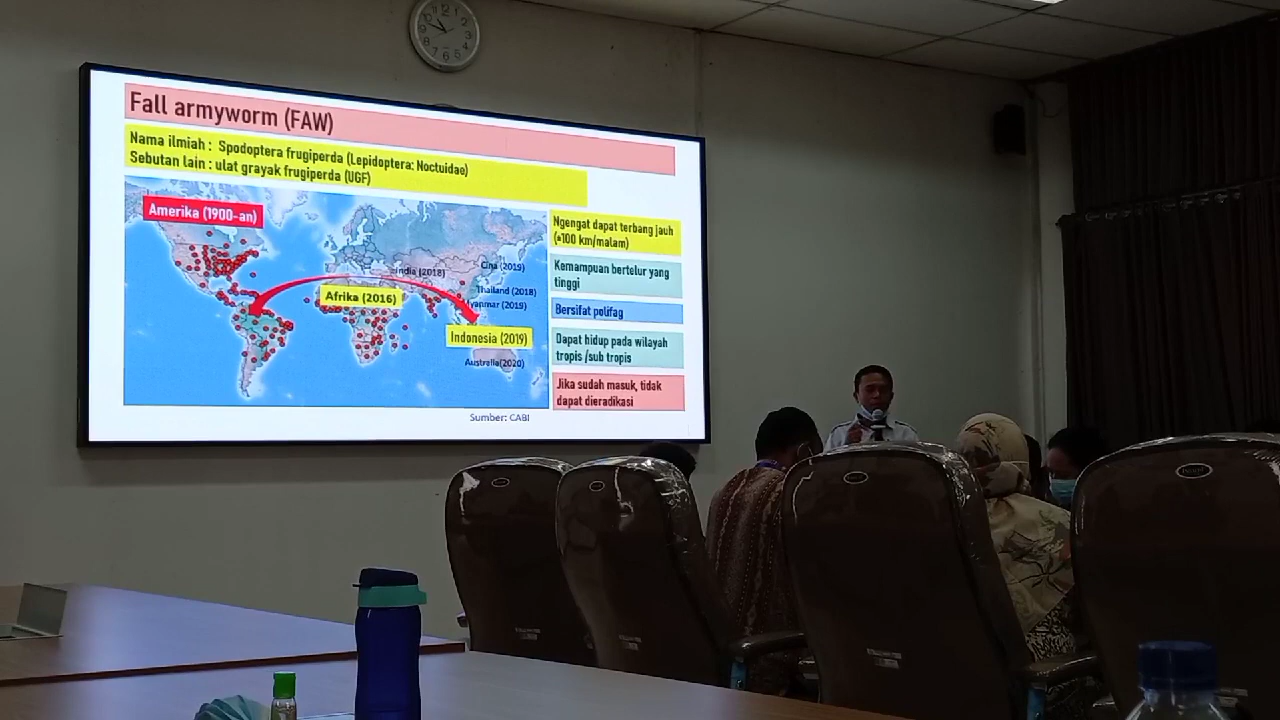 Fall armyworm (FAW)
Nama ilmiah : Spodoptera frugiperda (Lepidoptera: Noctuidae)
Sebutan lain : ulat grayak frugiperda (UGF)
Amerika (1900-an)
India (2018)
Cina (2019)
Afrika (2016)
Thailand (2018)
Myanmar (2019)
Indonesia (2019)
Australia(2020)
Ngengat dapat terbang jauh
(±100 km/malam)
Kemampuan bertelur yang
tinggi
Bersifat polifag
Dapat hidup pada wilayah
tropis /sub tropis
Jika sudah masuk, tidak
dapat dieradikasi
Sumber: CABI